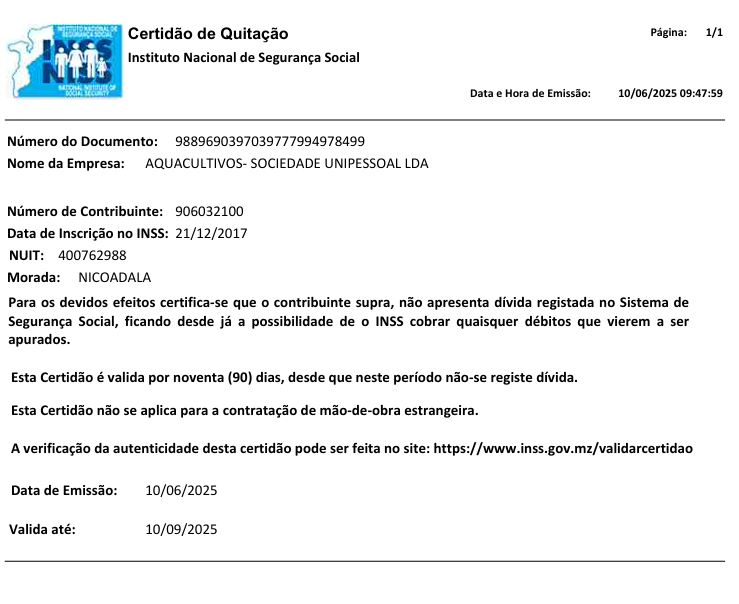 INSTITUTO NACIONAL DE
SEGURANÇA SOCIAL
INSS
NISS
NATIONAL INSTITUTE OF
SOCIAL SECURITY
Certidão de Quitação
Instituto Nacional de Segurança Social
Página: 1/1
Data e Hora de Emissão: 10/06/2025 09:47:59
Número do Documento: 9889690397039777994978499
Nome da Empresa: AQUACULTIVOS- SOCIEDADE UNIPESSOAL LDA
Número de Contribuinte: 906032100
Data de Inscrição no INSS: 21/12/2017
NUIT: 400762988
Morada: NICOADALA
Para os devidos efeitos certifica-se que o contribuinte supra, não apresenta dívida registada no Sistema de
Segurança Social, ficando desde já a possibilidade de o INSS cobrar quaisquer débitos que vierem a ser
apurados.
Esta Certidão é valida por noventa (90) dias, desde que neste período não-se registe dívida.
Esta Certidão não se aplica para a contratação de mão-de-obra estrangeira.
A verificação da autenticidade desta certidão pode ser feita no site: https://www.inss.gov.mz/validarcertidao
Data de Emissão: 10/06/2025
Valida até: 10/09/2025